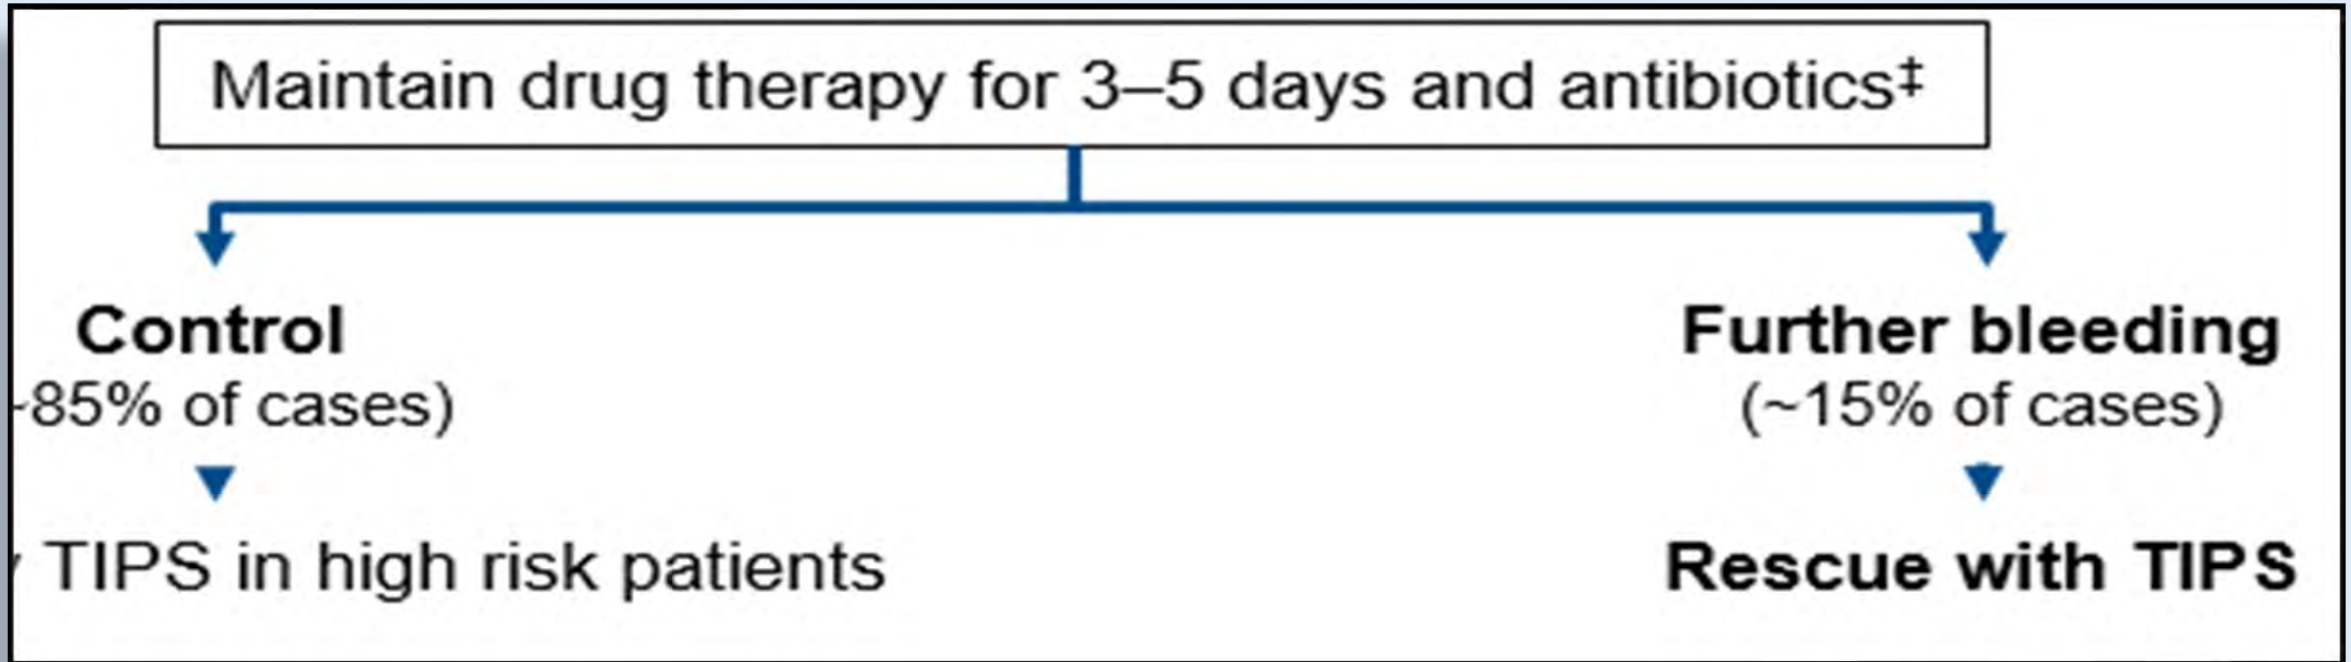 Maintain drug therapy for 3–5 days and antibiotics‡
Control
Further bleeding
~85% of cases)
(~15% of cases)
TIPS in high risk patients
Rescue with TIPS